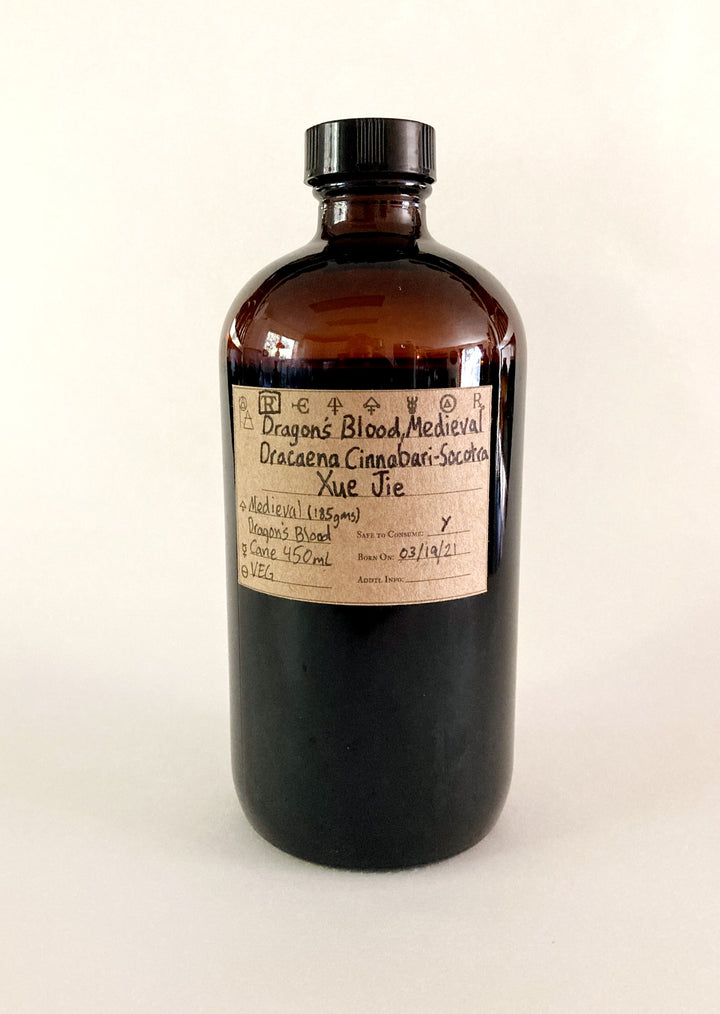 Dragon's Blood, Medieval
Dracaena Cinnabari-Socotra
Xue Jie
Medieval (185gms)
Dragon's Blood
Cane 450mL
VEG
Safe to Consume: Y
Born On: 03/19/21
Addtl Info: